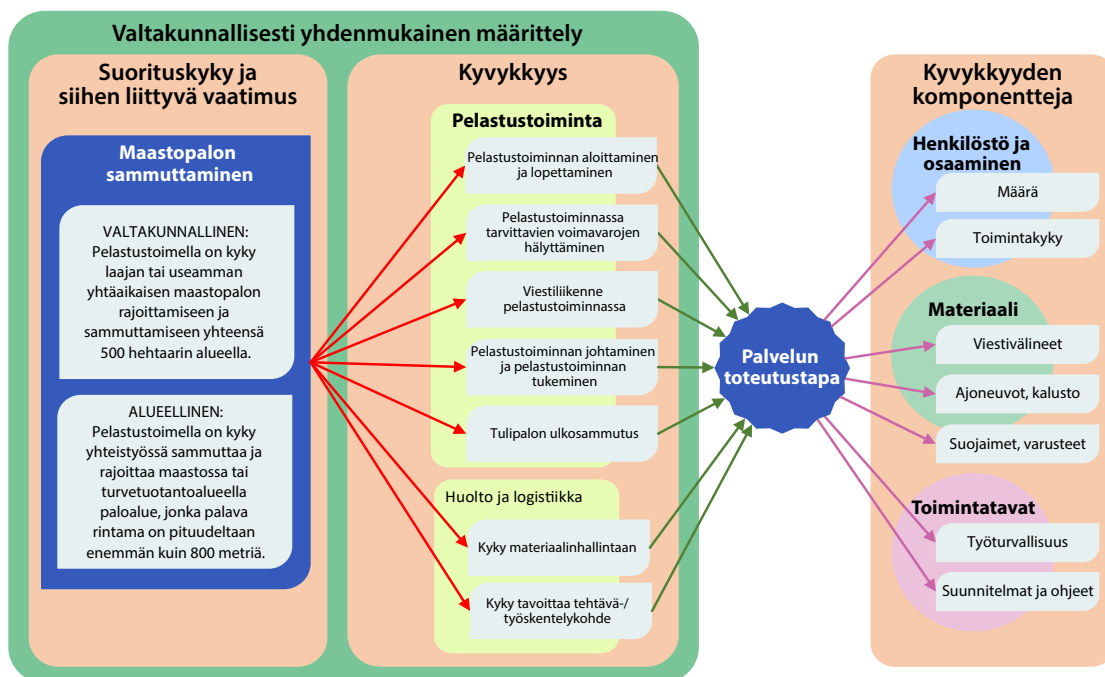 Valtakunnallisesti yhdenmukainen määrittely
Suorituskyky ja
siihen liittyvä vaatimus
Maastopalon
sammuttaminen
VALTAKUNNALLINEN:
Pelastustoimella on kyky
laajan tai useamman
yhtäaikaisen maastopalon
rajoittamiseen ja
sammuttamiseen yhteensä
500 hehtaarin alueella.
ALUEELLINEN:
Pelastustoimella on kyky
yhteistyössä sammuttaa ja
rajoittaa maastossa tai
turvetuotantoalueella
paloalue, jonka palava
rintama on pituudeltaan
enemmän kuin 800 metriä.
Kyvykkyys
Pelastustoiminta
Pelastustoiminnan aloittaminen
ja lopettaminen
Pelastustoiminnassa
tarvittavien voimavarojen
hälyttäminen
Viestiliikenne
pelastustoiminnassa
Pelastustoiminnan johtaminen
ja pelastustoiminnan
tukeminen
Tulipalon ulkosammutus
Huolto ja logistiikka
Kyky materiaalinhallintaan
Kyky tavoittaa tehtävä-/
työskentelykohde
Palvelun
toteutustapa
Kyvykkyyden
komponentteja
Henkilöstö ja
osaaminen
Määrä
Toimintakyky
Materiaali
Viestivälineet
Ajoneuvot, kalusto
Suojaimet, varusteet
Toimintatavat
Työturvallisuus
Suunnitelmat ja ohjeet